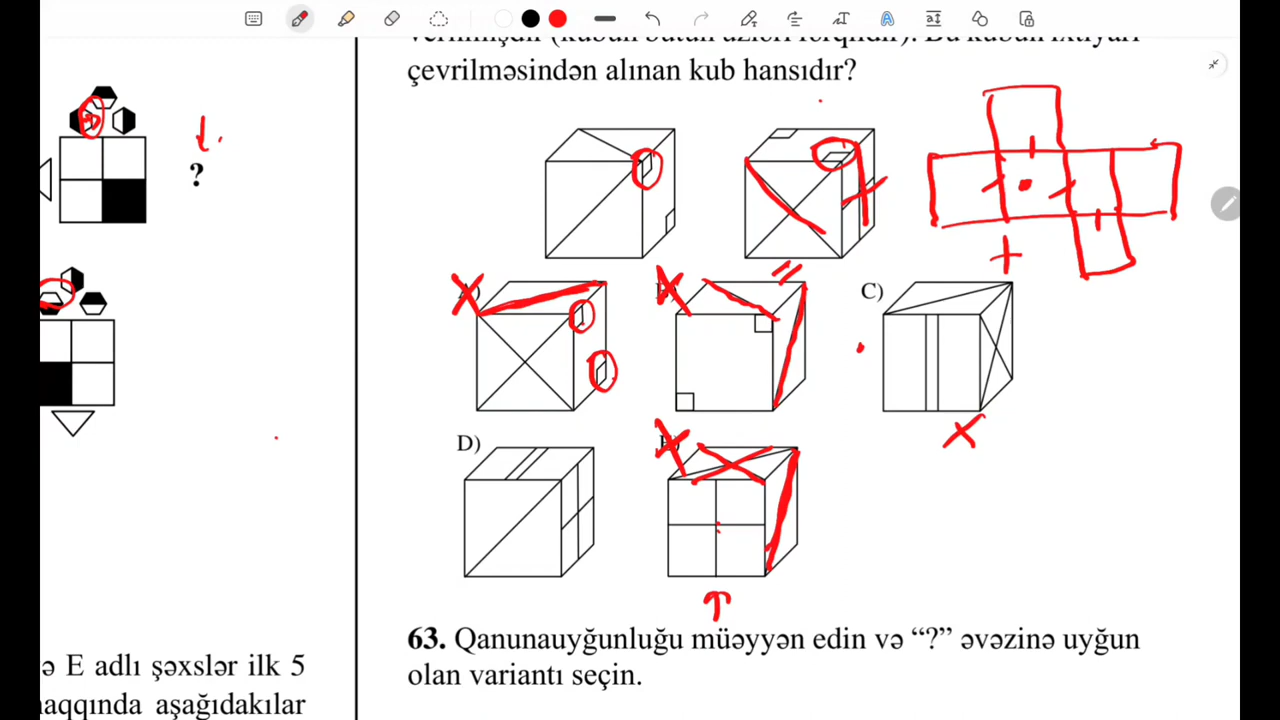 çevrilməsindən alınan kub hansıdır?
?
C)
D)
63. Qanunauyğunluğu müəyyən edin və “?” əvəzinə uyğun
olan variantı seçin.
ə E adlı şəxslər ilk 5
haqqında aşağıdakılar